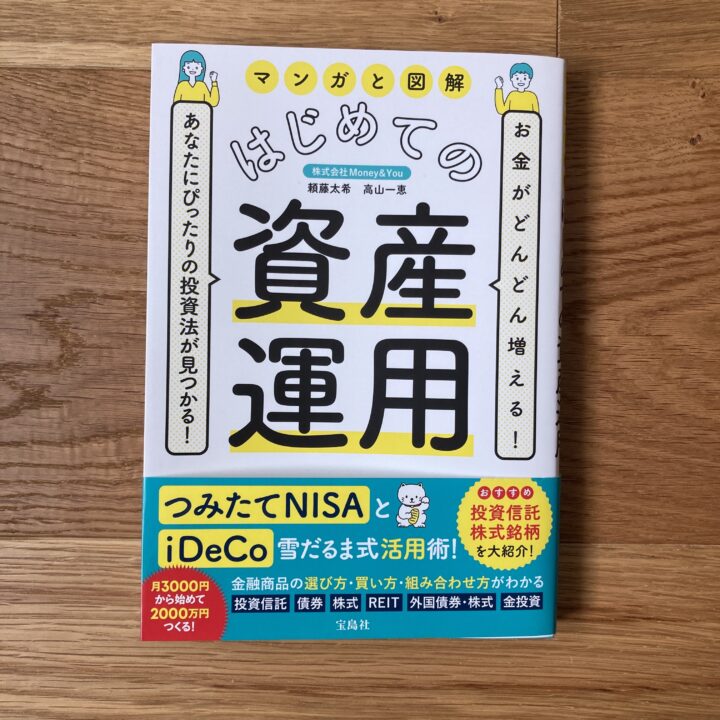 マンガと図解
はじめての
株式会社Money&You
頼藤太希 高山一恵
資産
運用
お金がどんどん増える!
あなたにぴったりの投資法が見つかる!
つみたてNISAと
iDeCo 雪だるま式活用術!
おすすめ
投資信託
株式銘柄
を大紹介!
月3000円
から始めて
2000万円
つくる!
金融商品の選び方・買い方・組み合わせ方がわかる
投資信託 債券 株式 REIT 外国債券・株式 金投資
宝島社